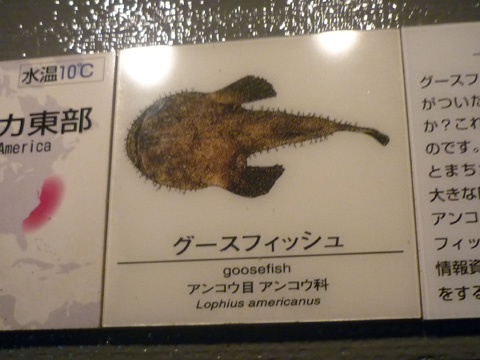 水温10℃
カ東部
America
グースフィッシュ
goosefish
アンコウ目 アンコウ科
Lophius americanus
グースフ
がついた
か?これ
のです。
とまち
大きな
アンコ
フィッ
情報資
をする